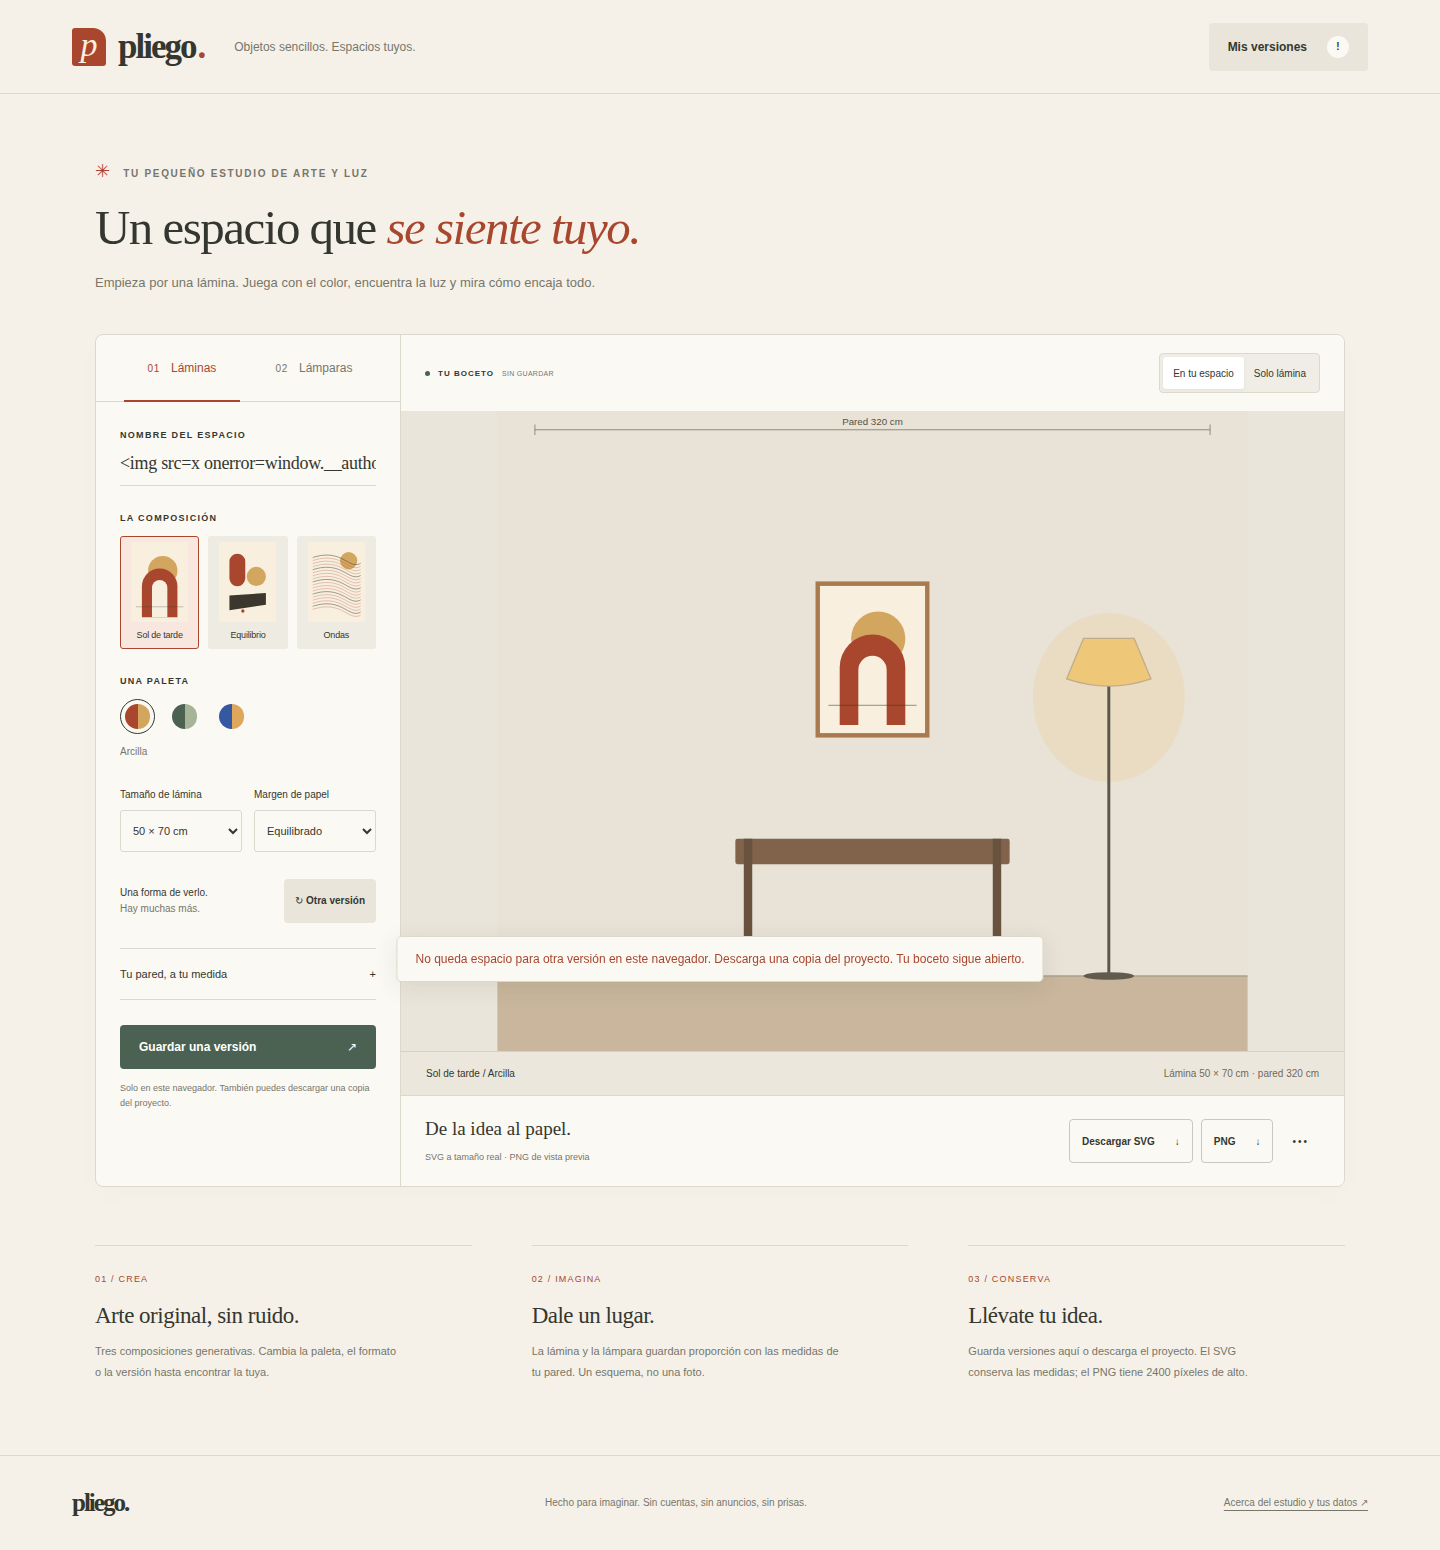 p pliego.
Objetos sencillos. Espacios tuyos.
Mis versiones !
✳ TU PEQUEÑO ESTUDIO DE ARTE Y LUZ
Un espacio que se siente tuyo.
Empieza por una lámina. Juega con el color, encuentra la luz y mira cómo encaja todo.
01 Láminas
02 Lámparas
NOMBRE DEL ESPACIO
<img src=x onerror=window.__autho
LA COMPOSICIÓN
Sol de tarde
Equilibrio
Ondas
UNA PALETA
Arcilla
Tamaño de lámina
Margen de papel
50 × 70 cm
Equilibrado
Una forma de verlo.
Hay muchas más.
↻ Otra versión
Tu pared, a tu medida +
Guardar una versión ↗
Solo en este navegador. También puedes descargar una copia
del proyecto.
TU BOCETO SIN GUARDAR
En tu espacio
Solo lámina
Pared 320 cm
No queda espacio para otra versión en este navegador. Descarga una copia del proyecto. Tu boceto sigue abierto.
Sol de tarde / Arcilla
Lámina 50 × 70 cm · pared 320 cm
De la idea al papel.
SVG a tamaño real · PNG de vista previa
Descargar SVG ↓
PNG ↓
•••
01 / CREA
Arte original, sin ruido.
Tres composiciones generativas. Cambia la paleta, el formato
o la versión hasta encontrar la tuya.
02 / IMAGINA
Dale un lugar.
La lámina y la lámpara guardan proporción con las medidas de
tu pared. Un esquema, no una foto.
03 / CONSERVA
Llévate tu idea.
Guarda versiones aquí o descarga el proyecto. El SVG
conserva las medidas; el PNG tiene 2400 píxeles de alto.
pliego.
Hecho para imaginar. Sin cuentas, sin anuncios, sin prisas.
Acerca del estudio y tus datos ↗